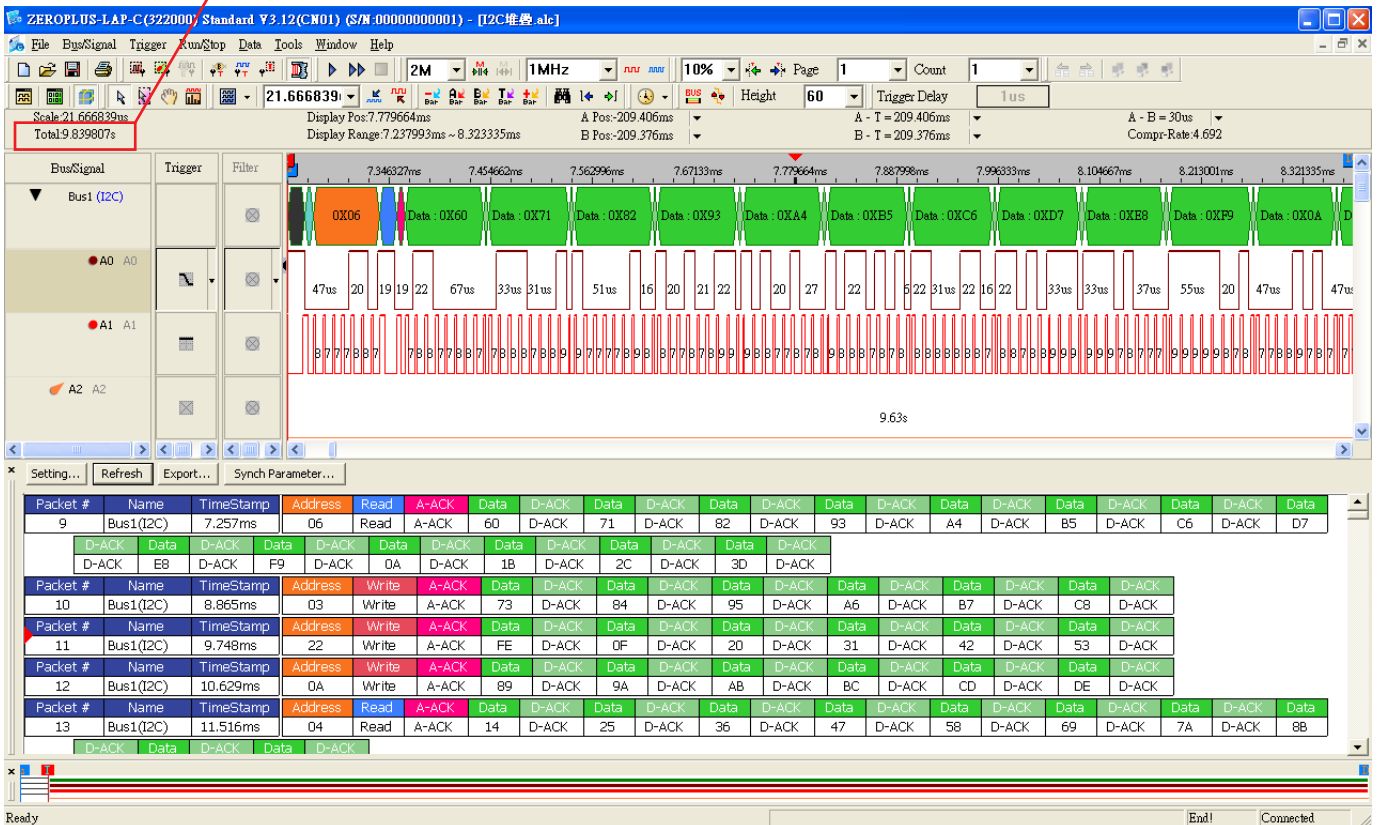 ZEROPLUS-LAP-C(322000) Standard V3.12(CN01) (S/N:00000000001) - [I2C堆疊.alc]
File Bus/Signal Trigger Run/Stop Data Tools Window Help
2M 1MHz 10% Page 1 Count 1
21.666839 Height 60 Trigger Delay 1us
Scale:21.666839us Display Pos:7.779664ms A Pos:-209.406ms A - T = 209.406ms A - B = 30us
Total:9.839807s Display Range:7.237993ms ~ 8.323335ms B Pos:-209.376ms B - T = 209.376ms Compr-Rate:4.692
Bus/Signal Trigger Filter 7.346327ms 7.454662ms 7.562996ms 7.67133ms 7.779664ms 7.887998ms 7.996333ms 8.104667ms 8.213001ms 8.321335ms
Bus1 (I2C) 0X06 Data : 0X60 Data : 0X71 Data : 0X82 Data : 0X93 Data : 0XA4 Data : 0XB5 Data : 0XC6 Data : 0XD7 Data : 0XE8 Data : 0XF9 Data : 0X0A D
A0 A0
47us 20 19 19 22 67us 33us 31us 51us 16 20 21 22 20 27 22 6 22 31us 22 16 22 33us 33us 37us 55us 20 47us 47us
A1 A1
A2 A2
9.63s
Setting... Refresh Export... Synch Parameter...
Packet # Name TimeStamp Address Read A-ACK Data D-ACK Data D-ACK Data D-ACK Data D-ACK Data D-ACK Data D-ACK Data D-ACK Data
9 Bus1(I2C) 7.257ms 06 Read A-ACK 60 D-ACK 71 D-ACK 82 D-ACK 93 D-ACK A4 D-ACK B5 D-ACK C6 D-ACK D7
D-ACK Data D-ACK Data D-ACK Data D-ACK Data D-ACK Data D-ACK Data D-ACK
D-ACK E8 D-ACK F9 D-ACK 0A D-ACK 1B D-ACK 2C D-ACK 3D D-ACK
Packet # Name TimeStamp Address Write A-ACK Data D-ACK Data D-ACK Data D-ACK Data D-ACK Data D-ACK Data D-ACK
10 Bus1(I2C) 8.865ms 03 Write A-ACK 73 D-ACK 84 D-ACK 95 D-ACK A6 D-ACK B7 D-ACK C8 D-ACK
Packet # Name TimeStamp Address Write A-ACK Data D-ACK Data D-ACK Data D-ACK Data D-ACK Data D-ACK Data D-ACK
11 Bus1(I2C) 9.748ms 22 Write A-ACK FE D-ACK 0F D-ACK 20 D-ACK 31 D-ACK 42 D-ACK 53 D-ACK
Packet # Name TimeStamp Address Write A-ACK Data D-ACK Data D-ACK Data D-ACK Data D-ACK Data D-ACK Data D-ACK
12 Bus1(I2C) 10.629ms 0A Write A-ACK 89 D-ACK 9A D-ACK AB D-ACK BC D-ACK CD D-ACK DE D-ACK
Packet # Name TimeStamp Address Read A-ACK Data D-ACK Data D-ACK Data D-ACK Data D-ACK Data D-ACK Data D-ACK Data D-ACK Data
13 Bus1(I2C) 11.516ms 04 Read A-ACK 14 D-ACK 25 D-ACK 36 D-ACK 47 D-ACK 58 D-ACK 69 D-ACK 7A D-ACK 8B
D-ACK Data D-ACK Data D-ACK
Ready End! Connected